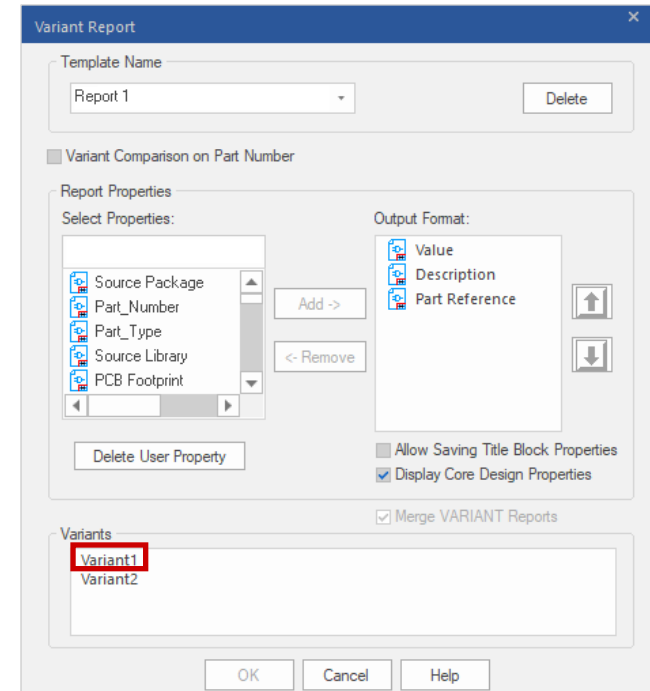 Variant Report
Template Name
Report 1
Delete
Variant Comparison on Part Number
Report Properties
Select Properties:
Output Format:
Source Package
Part_Number
Part_Type
Source Library
PCB Footprint
Add ->
<- Remove
Value
Description
Part Reference
Delete User Property
Allow Saving Title Block Properties
Display Core Design Properties
Merge VARIANT Reports
Variants
Variant1
Variant2
OK
Cancel
Help